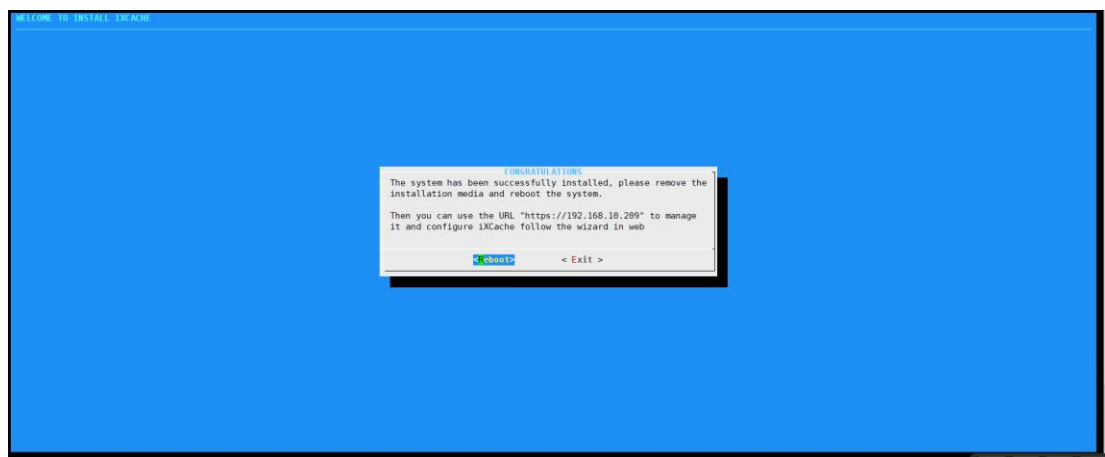 WELCOME TO INSTALL IXCACHE
CONGRATULATIONS
The system has been successfully installed, please remove the
installation media and reboot the system.
Then you can use the URL "https://192.168.10.209" to manage
it and configure iXCache follow the wizard in web
<Reboot> < Exit >